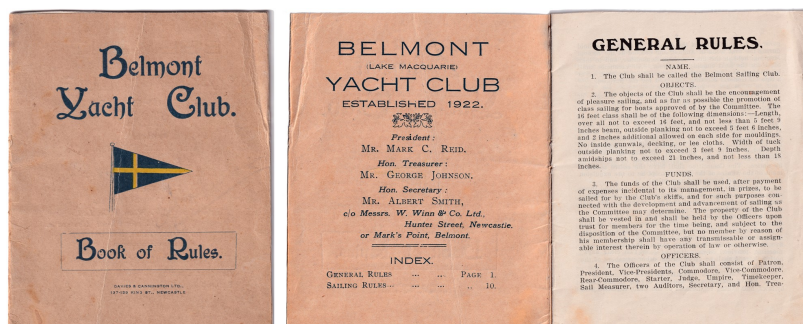 Belmont
Yacht Club.
Book of Rules.
DAVIES & CANNINGTON LTD.,
KING ST., NEWCASTLE
BELMONT
(LAKE MACQUARIE)
YACHT CLUB
ESTABLISHED 1922.
President:
MR. MARK C. REID.
Hon. Treasurer:
MR. GEORGE JOHNSON.
Hon. Secretary:
MR. ALBERT SMITH,
c/o Messrs. W. Winn & Co. Ltd.,
Hunter Street, Newcastle.
or Mark's Point, Belmont.
INDEX.
GENERAL RULES ... ... PAGE 1.
SAILING RULES ... ... ... ,, 10.
GENERAL RULES.
NAME.
1. The Club shall be called the Belmont Sailing Club.
OBJECTS.
2. The objects of the Club shall be the encouragement
of pleasure sailing, and as far as possible the promotion of
class sailing for boats approved of by the Committee. The
16 feet class shall be of the following dimensions:—Length,
over all not to exceed 16 feet, and not less than 5 feet 9
inches beam, outside planking not to exceed 5 feet 6 inches,
and 2 inches additional allowed on each side for mouldings.
No inside gunwale, decking, or lee cloths. Width of tuck
outside planking not to exceed 3 feet 9 inches. Depth
amidships not to exceed 21 inches, and not less than 18
inches.
FUNDS.
3. The funds of the Club shall be used, after payment
of expenses incidental to its management, in prizes, to be
sailed for by the Club's skiffs, and for such purposes con-
nected with the development and advancement of sailing as
the Committee may determine. The property of the Club
shall be vested in and shall be held by the Officers upon
trust for members for the time being, and subject to the
disposition of the Committee, but no member by reason of
his membership shall have any transmisable or assign-
able interest therein by operation of law or otherwise.
OFFICERS.
4. The Officers of the Club shall consist of Patron,
President, Vice-Presidents, Commodore, Vice-Commodore,
Rear-Commodore, Starter, Judge, Umpire, Timekeeper,
Sail Measurer, two Auditors, Secretary, and Hon. Trea-